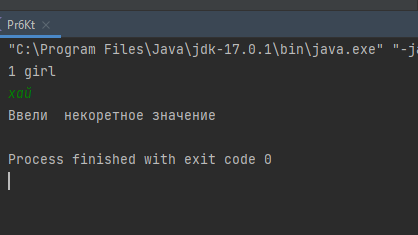 Pr6Kt
"C:\Program Files\Java\jdk-17.0.1\bin\java.exe" "-ja
1 girl
хай
Ввели  некоретное значение
Process finished with exit code 0